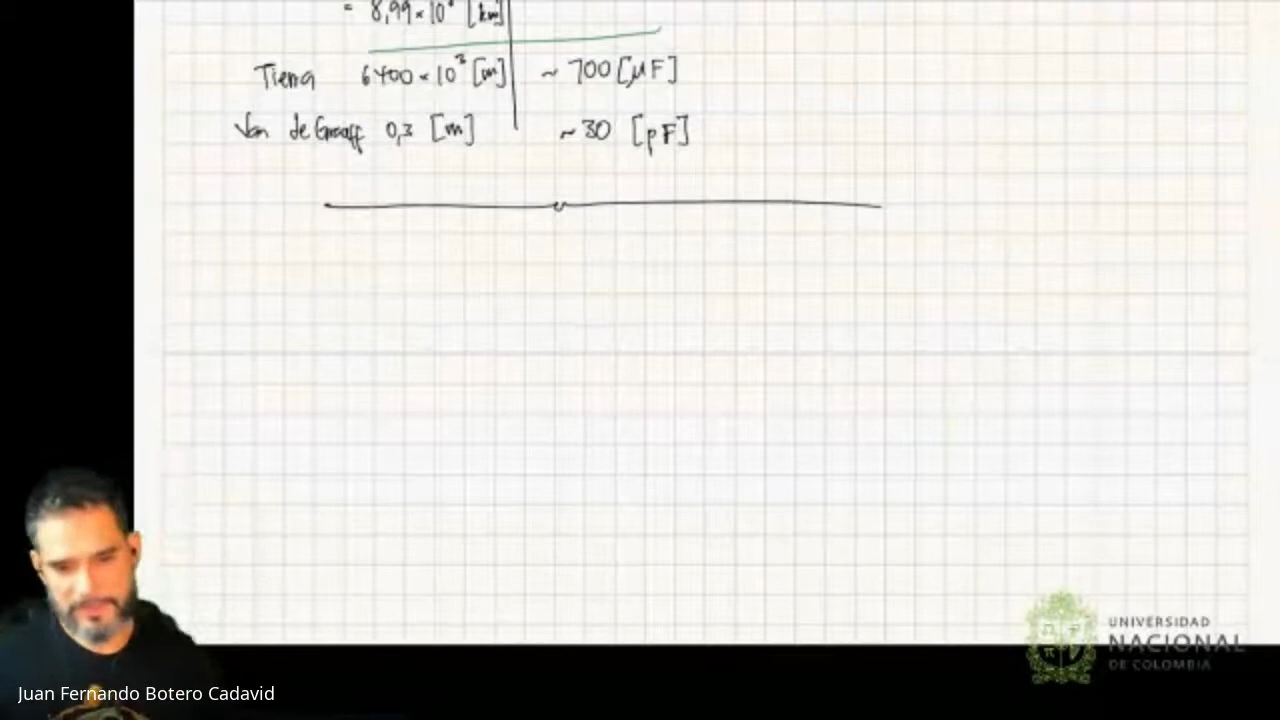 = 8,99×10⁶ [km]
Tierra 6400×10³ [m] ~ 700 [μF]
Van de Graaff 0,3 [m] ~ 30 [pF]
UNIVERSIDAD
NACIONAL
DE COLOMBIA
Juan Fernando Botero Cadavid